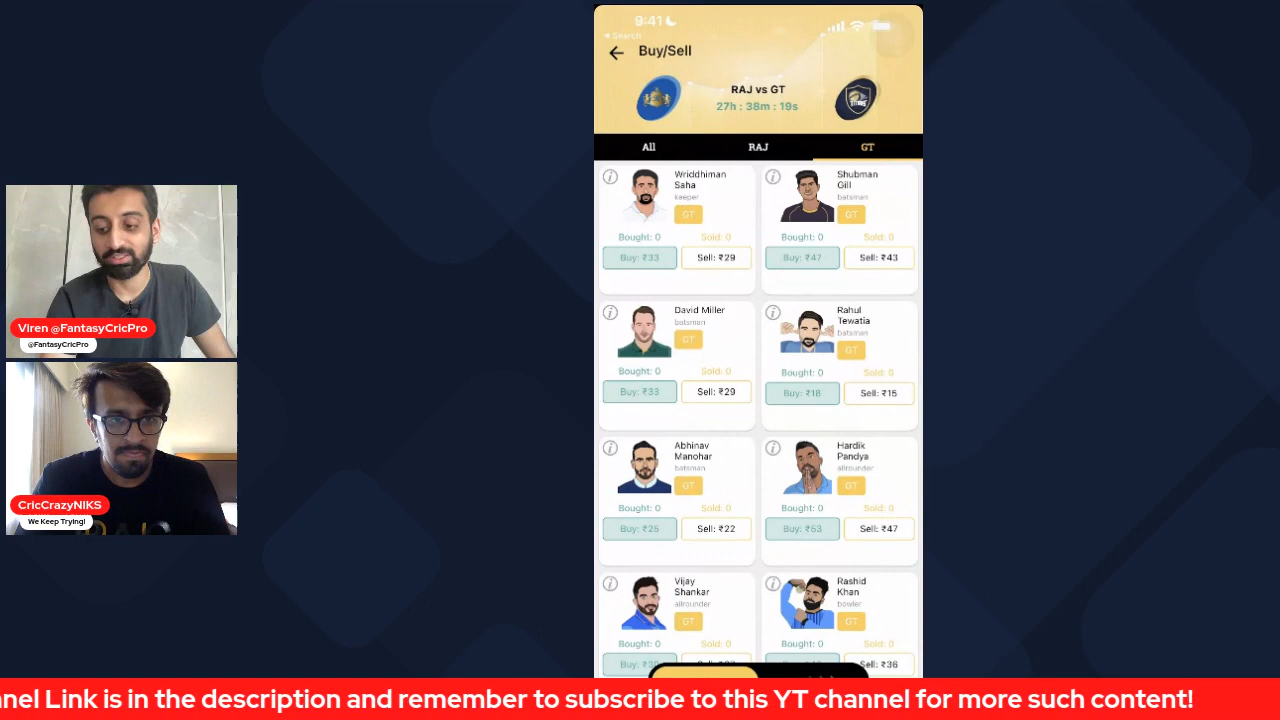 9:41
Search
Buy/Sell
RAJ vs GT
27h : 38m : 19s
All
RAJ
GT
Wriddhiman
Saha
keeper
GT
Bought: 0
Sold: 0
Buy: ₹33
Sell: ₹29
Shubman
Gill
batsman
GT
Bought: 0
Sold: 0
Buy: ₹47
Sell: ₹43
David Miller
batsman
GT
Bought: 0
Sold: 0
Buy: ₹33
Sell: ₹29
Rahul
Tewatia
batsman
GT
Bought: 0
Sold: 0
Buy: ₹18
Sell: ₹15
Abhinav
Manohar
batsman
GT
Bought: 0
Sold: 0
Buy: ₹25
Sell: ₹22
Hardik
Pandya
allrounder
GT
Bought: 0
Sold: 0
Buy: ₹53
Sell: ₹47
Vijay
Shankar
allrounder
GT
Bought: 0
Sold: 0
Rashid
Khan
bowler
GT
Bought: 0
Sold: 0
₹36
Viren @FantasyCricPro
@FantasyCricPro
CricCrazyNIKS
We Keep Trying!
nel Link is in the description and remember to subscribe to this YT channel for more such content!